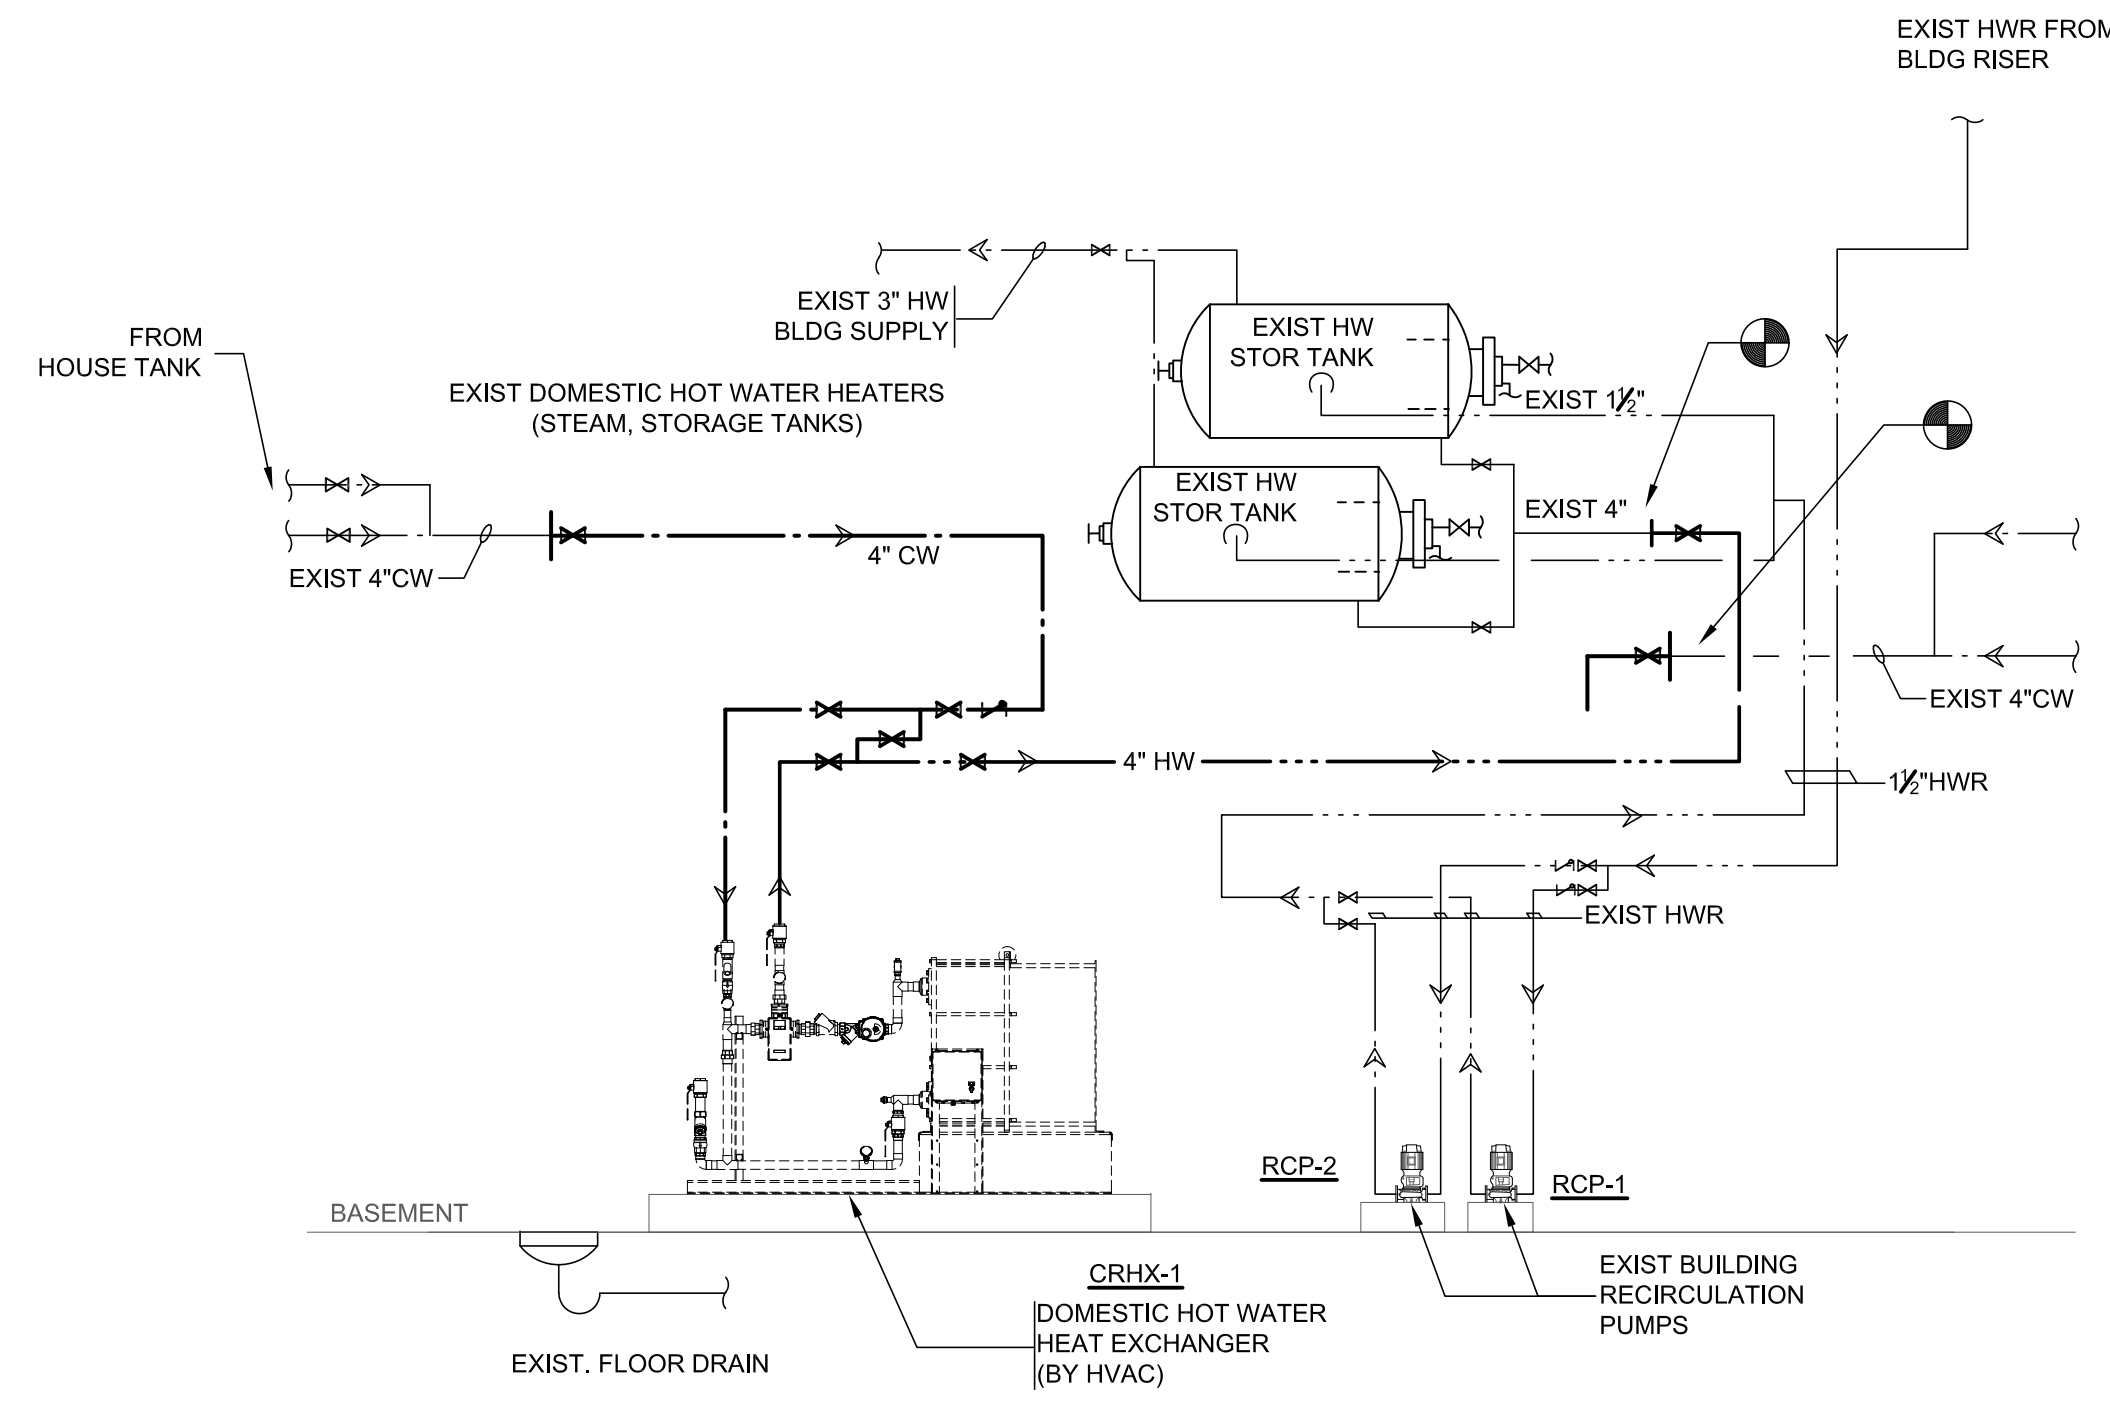 EXIST HWR FROM
BLDG RISER
EXIST 3" HW
BLDG SUPPLY
EXIST HW
STOR TANK
FROM
HOUSE TANK
EXIST DOMESTIC HOT WATER HEATERS
(STEAM, STORAGE TANKS)
EXIST 1½"
EXIST HW
STOR TANK
EXIST 4"
4" CW
EXIST 4"CW
EXIST 4"CW
4" HW
1½"HWR
EXIST HWR
RCP-2
RCP-1
BASEMENT
CRHX-1
DOMESTIC HOT WATER
HEAT EXCHANGER
(BY HVAC)
EXIST BUILDING
RECIRCULATION
PUMPS
EXIST. FLOOR DRAIN